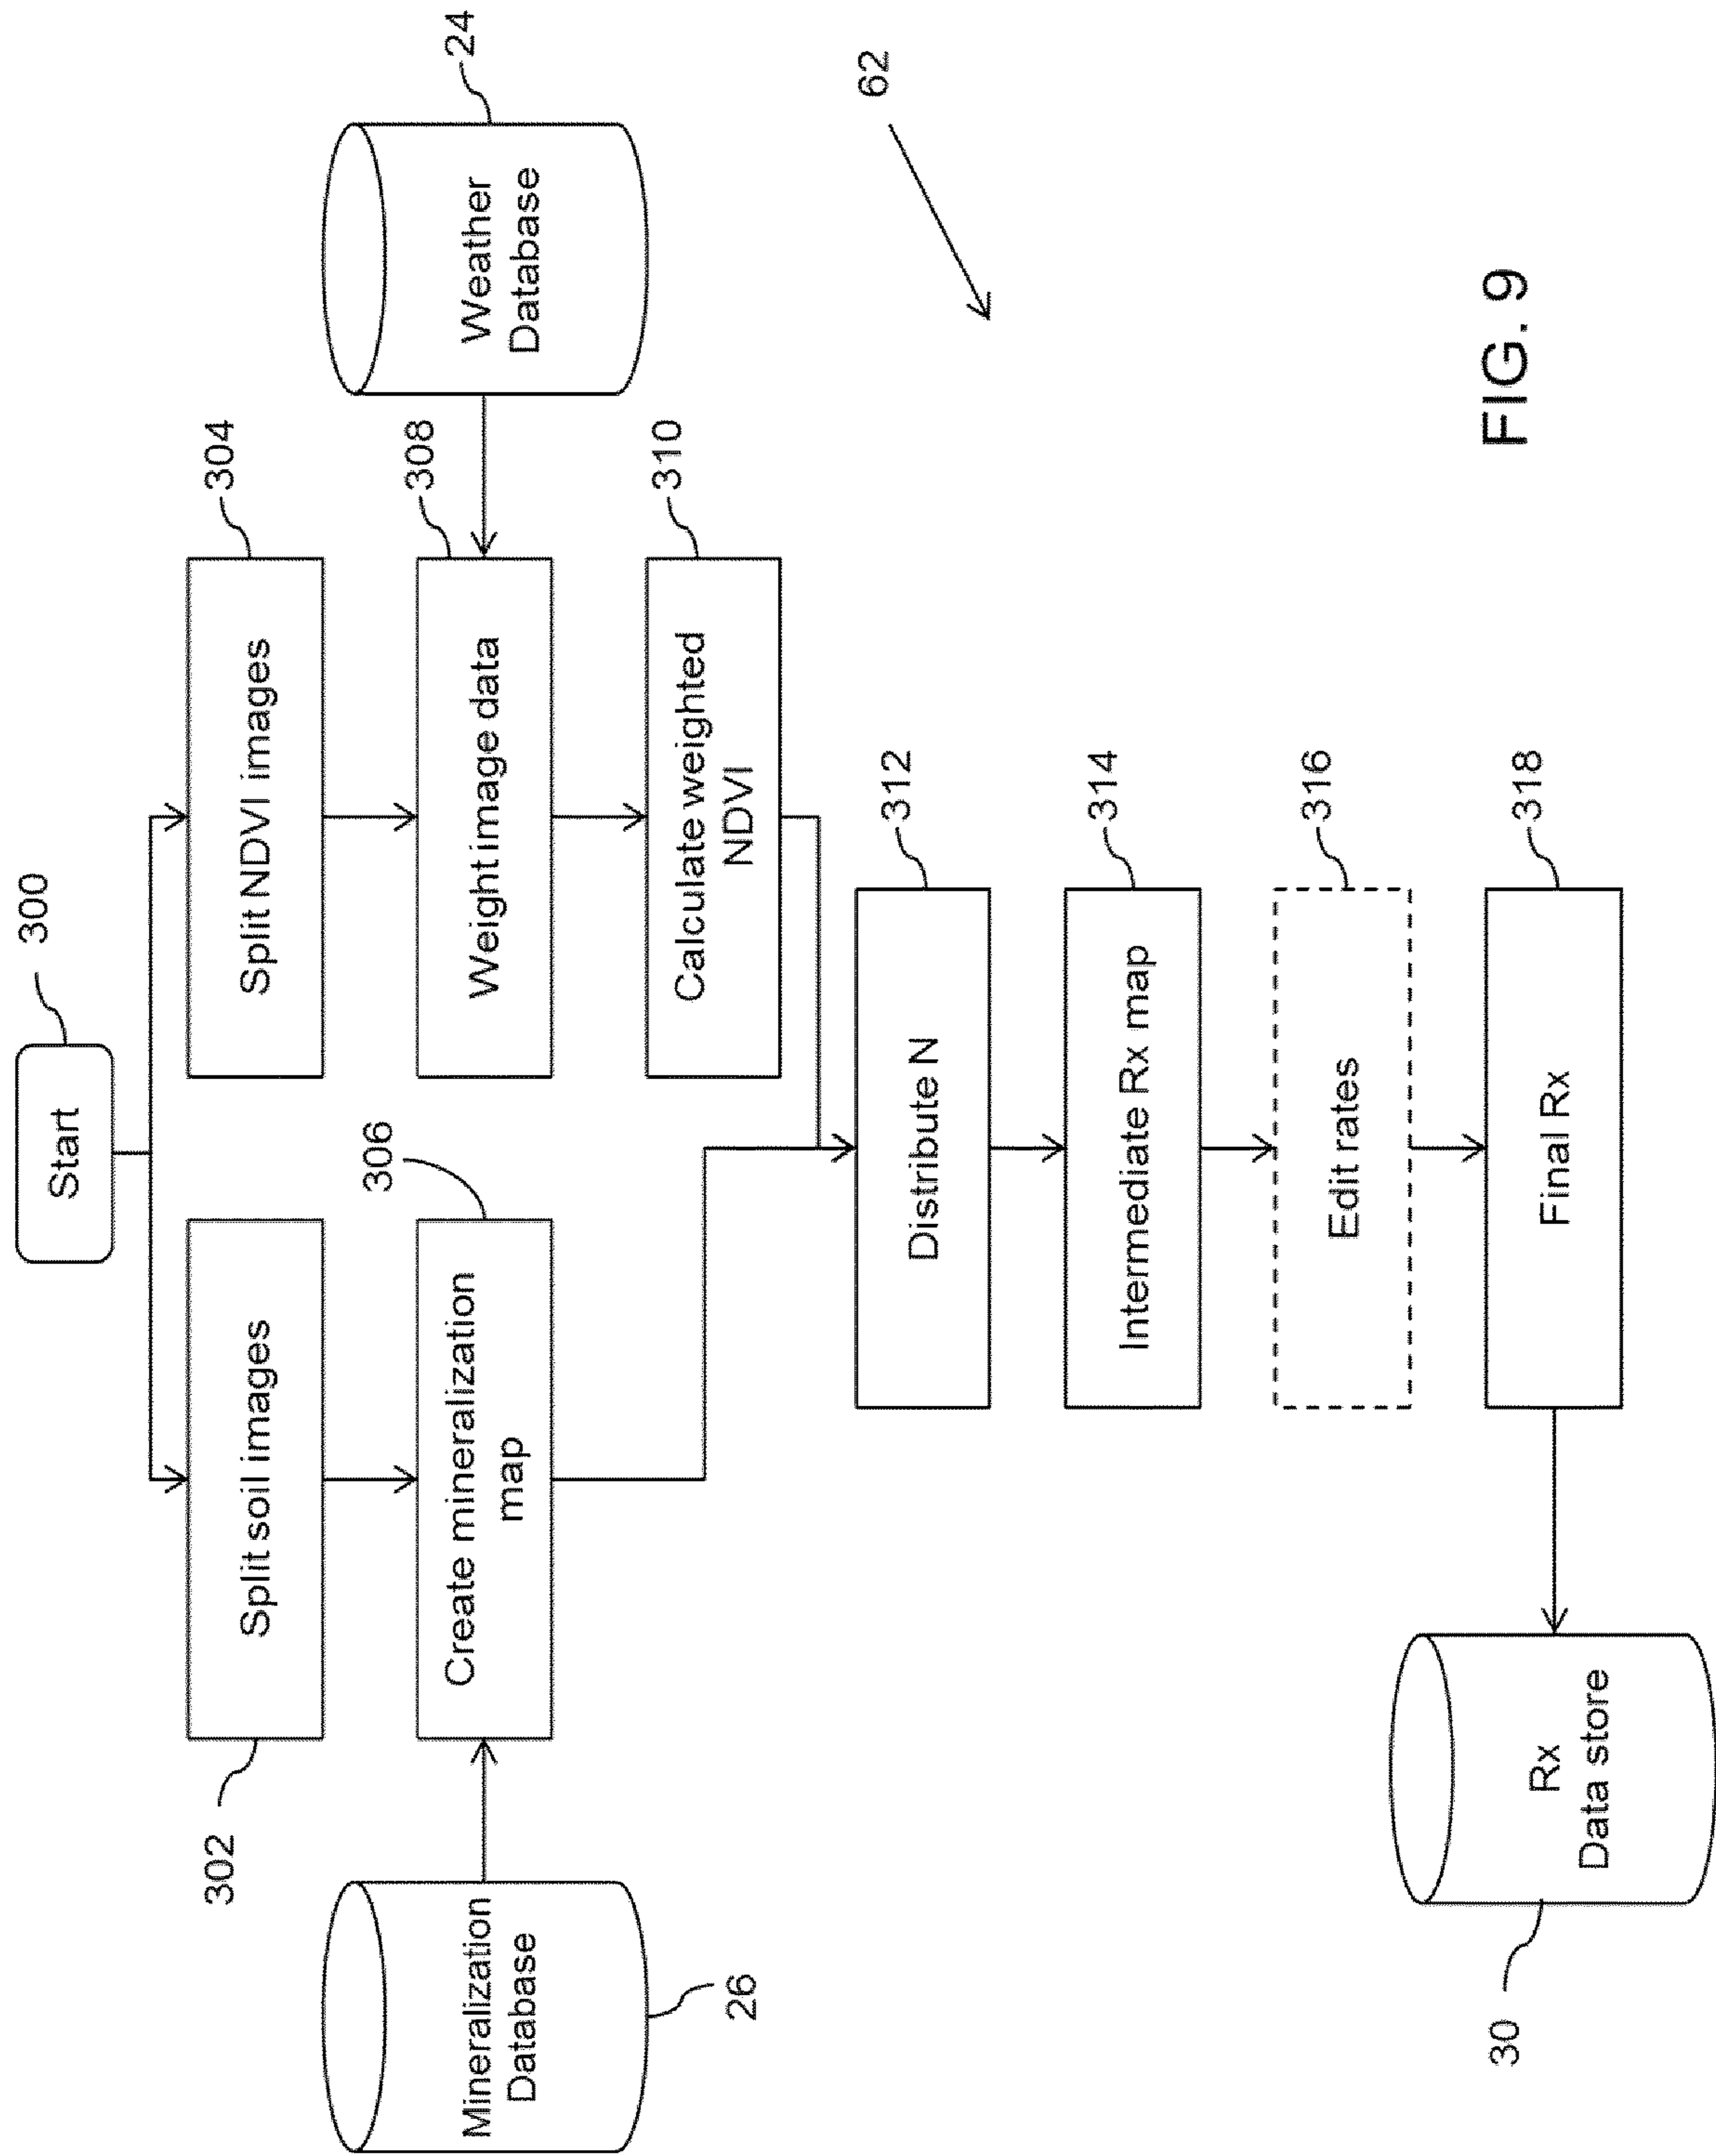 300
Start
302
Split soil images
304
Split NDVI images
26
Mineralization
Database
306
Create mineralization
map
308
Weight image data
24
Weather
Database
310
Calculate weighted
NDVI
312
Distribute N
62
314
Intermediate Rx map
316
Edit rates
318
Final Rx
30
Rx
Data store
FIG. 9